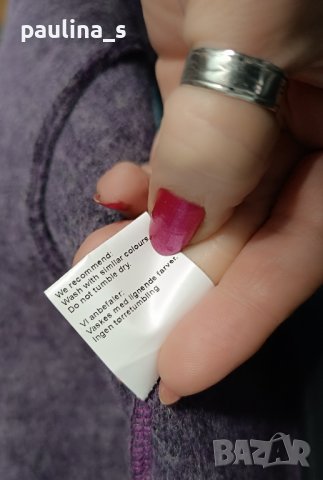 paulina_s
We recommend:
Wash with similar colours,
Do not tumble dry.
Vi anbefaler:
Vaskes med lignende farver.
Ingen tørretumbling
BAZAR